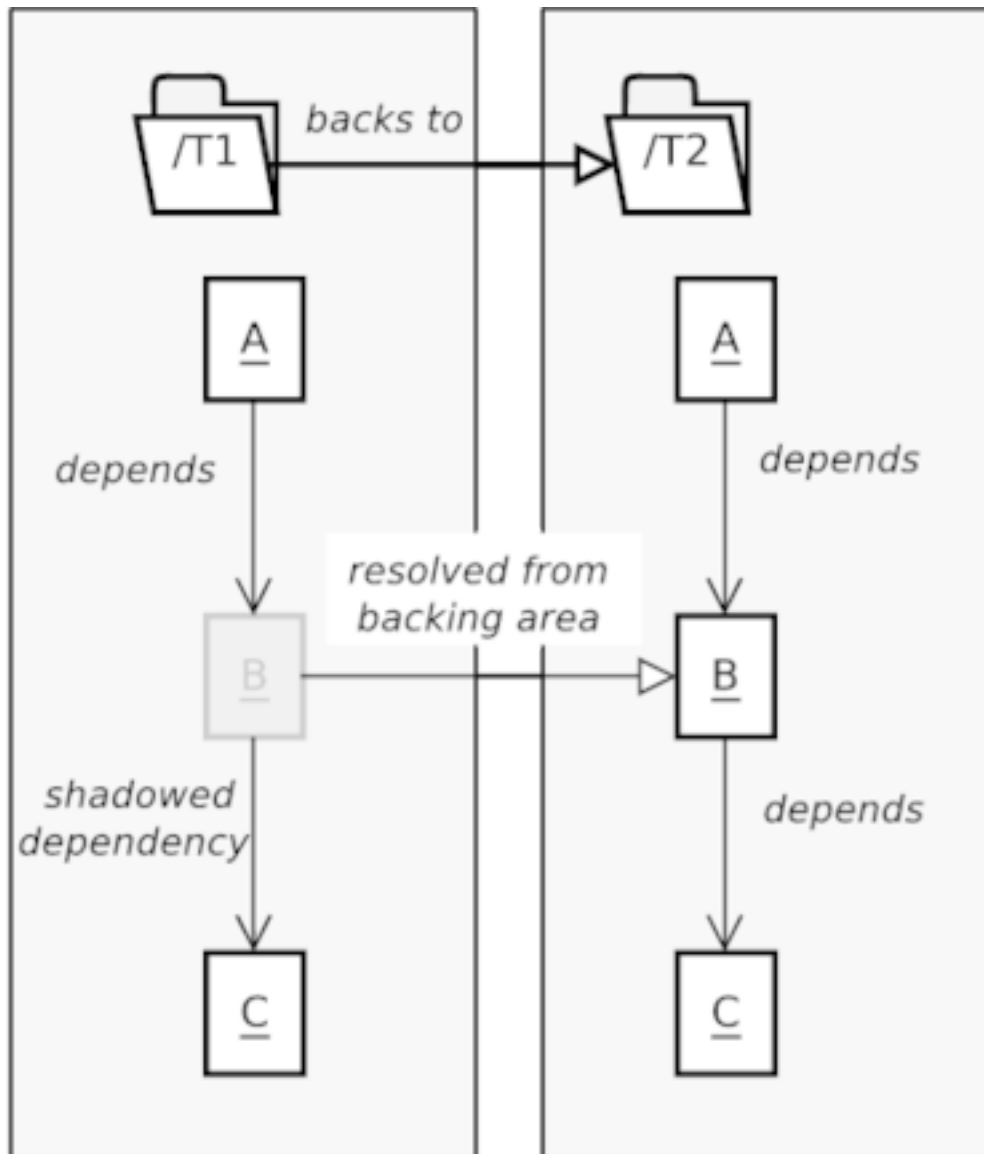 /T1
backs to
/T2
A
A
depends
depends
resolved from
backing area
B
B
shadowed
dependency
depends
C
C